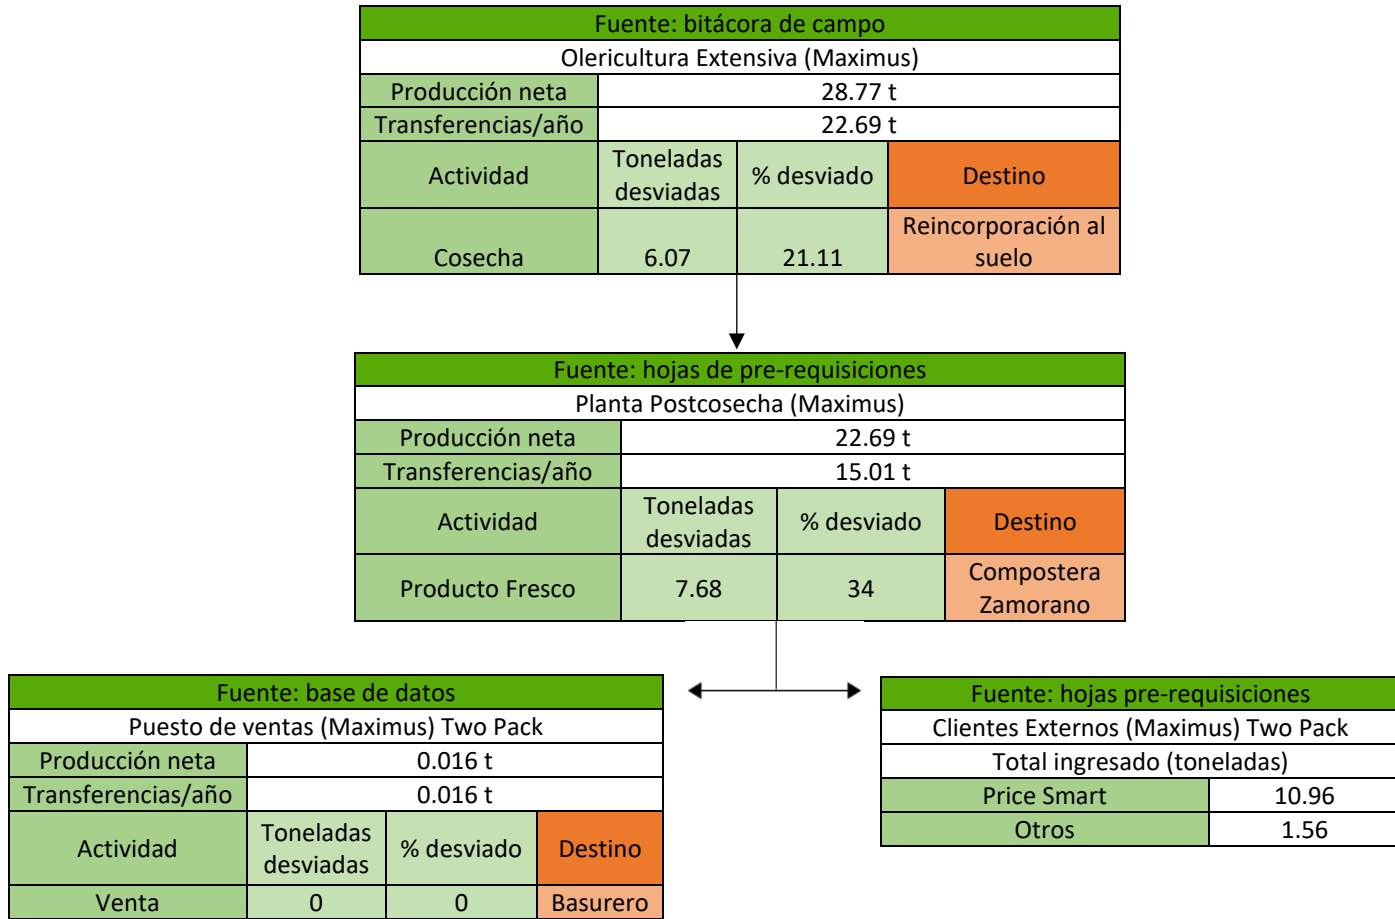 Fuente: bitácora de campo
Olericultura Extensiva (Maximus)
Producción neta 28.77 t
Transferencias/año 22.69 t
Actividad Toneladas desviadas % desviado Destino
Cosecha 6.07 21.11 Reincorporación al suelo
Fuente: hojas de pre-requisiciones
Planta Postcosecha (Maximus)
Producción neta 22.69 t
Transferencias/año 15.01 t
Actividad Toneladas desviadas % desviado Destino
Producto Fresco 7.68 34 Compostera Zamorano
Fuente: base de datos
Puesto de ventas (Maximus) Two Pack
Producción neta 0.016 t
Transferencias/año 0.016 t
Actividad Toneladas desviadas % desviado Destino
Venta 0 0 Basurero
Fuente: hojas pre-requisiciones
Clientes Externos (Maximus) Two Pack
Total ingresado (toneladas)
Price Smart 10.96
Otros 1.56